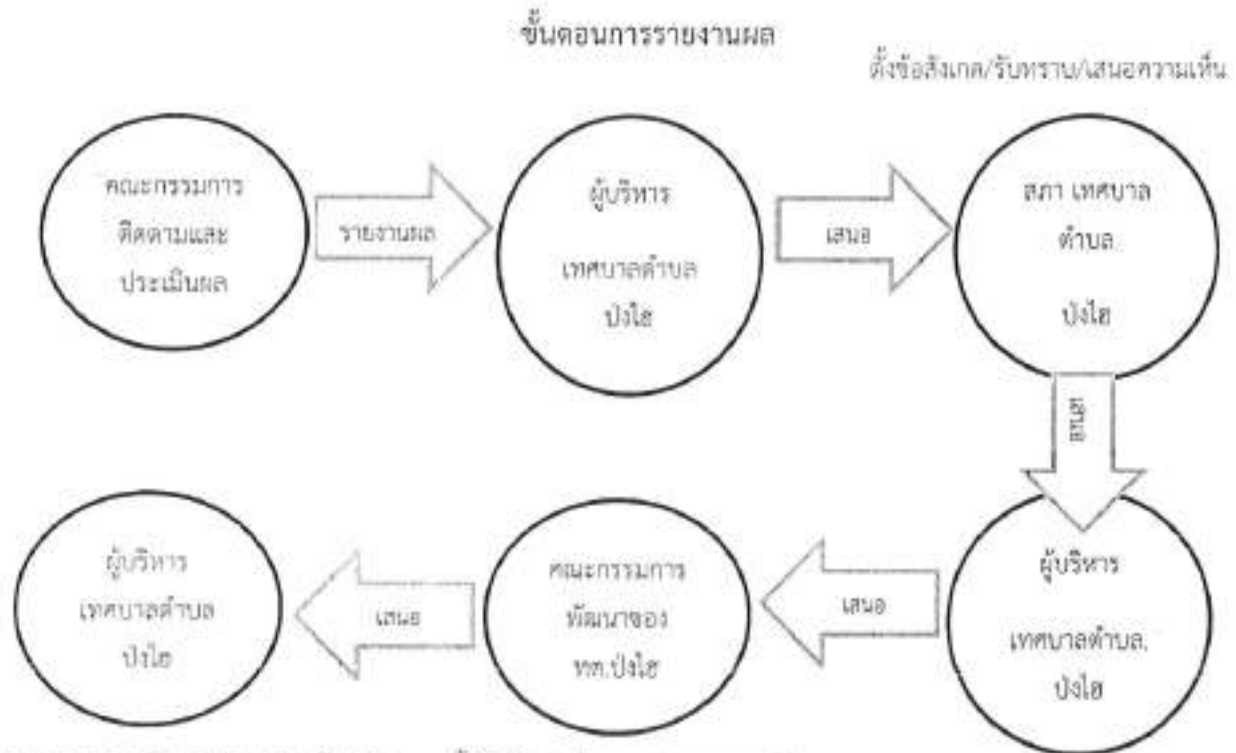 ขั้นตอนการรายงานผล
ตั้งข้อสังเกต/รับทราบ/เสนอความเห็น
คณะกรรมการ
ติดตามและ
ประเมินผล
รายงานผล
ผู้บริหาร
เทศบาลตำบล
ป่งไฮ
เสนอ
สภา เทศบาล
ตำบล
ป่งไฮ
เสนอ
ผู้บริหาร
เทศบาลตำบล.
ป่งไฮ
เสนอ
คณะกรรมการ
พัฒนาของ
ทต.ป่งไฮ
เสนอ
ผู้บริหาร
เทศบาลตำบล
ป่งไฮ